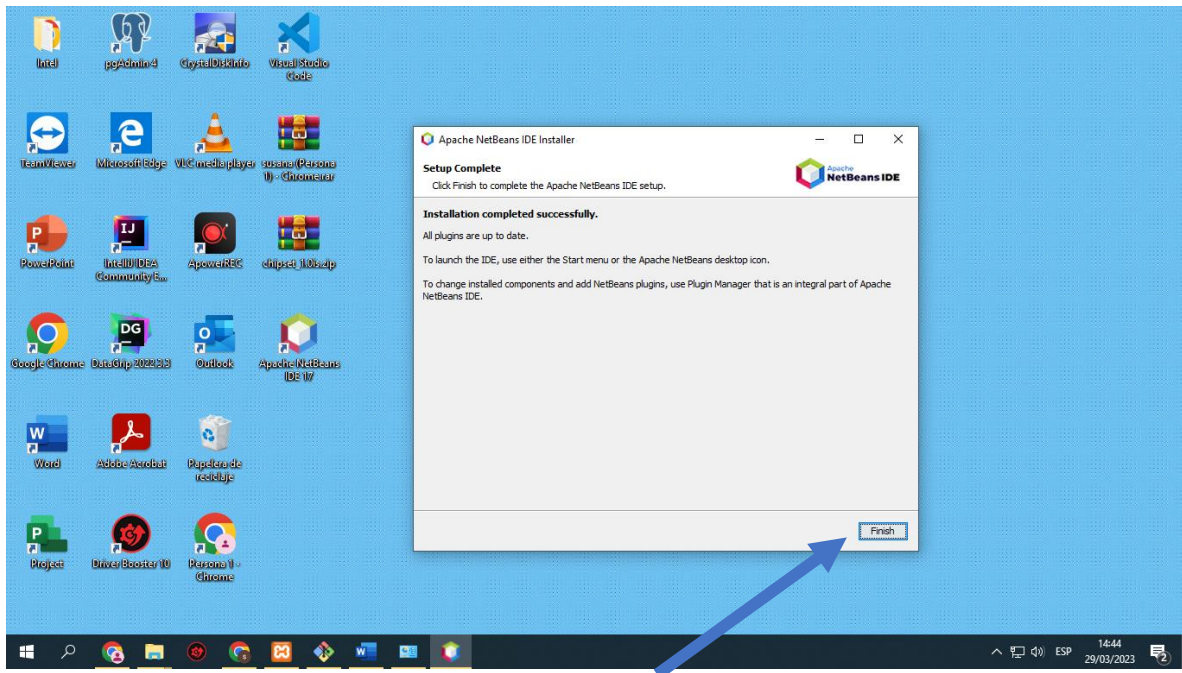 Intel
pgAdmin 4
CrystalDiskInfo
Visual Studio
Code
TeamViewer
Microsoft Edge
VLC media player
susana (Persona
1) - Chrome.rar
PowerPoint
IntelliJ IDEA
Community E...
ApowerREC
chipset_1.0ls.zip
Google Chrome
DataGrip 2022.3.3
Outlook
Apache NetBeans
IDE 17
Word
Adobe Acrobat
Papelera de
reciclaje
Project
Driver Booster 10
Persona 1 -
Chrome
Apache NetBeans IDE Installer
Setup Complete
Click Finish to complete the Apache NetBeans IDE setup.
Apache
NetBeans IDE
Installation completed successfully.
All plugins are up to date.
To launch the IDE, use either the Start menu or the Apache NetBeans desktop icon.
To change installed components and add NetBeans plugins, use Plugin Manager that is an integral part of Apache
NetBeans IDE.
Finish
ESP
14:44
29/03/2023
2